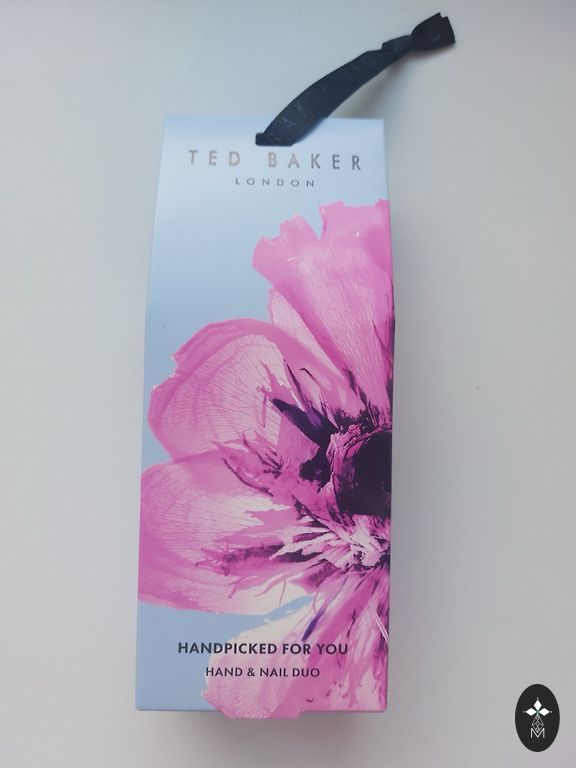 TED BAKER
LONDON
HANDPICKED FOR YOU
HAND & NAIL DUO